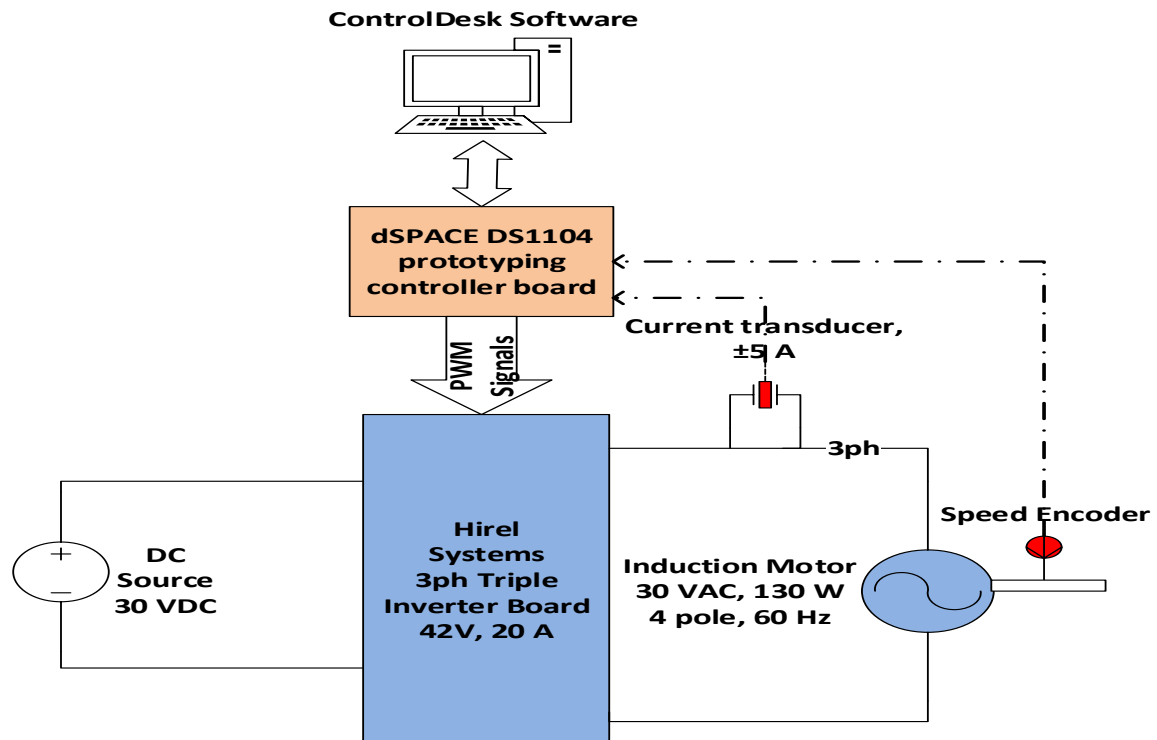 ControlDesk Software
=
dSPACE DS1104
prototyping
controller board
PWM
Signals
Current transducer,
±5 A
3ph
Speed Encoder
+
DC
Source
30 VDC
Hirel
Systems
3ph Triple
Inverter Board
42V, 20 A
Induction Motor
30 VAC, 130 W
4 pole, 60 Hz